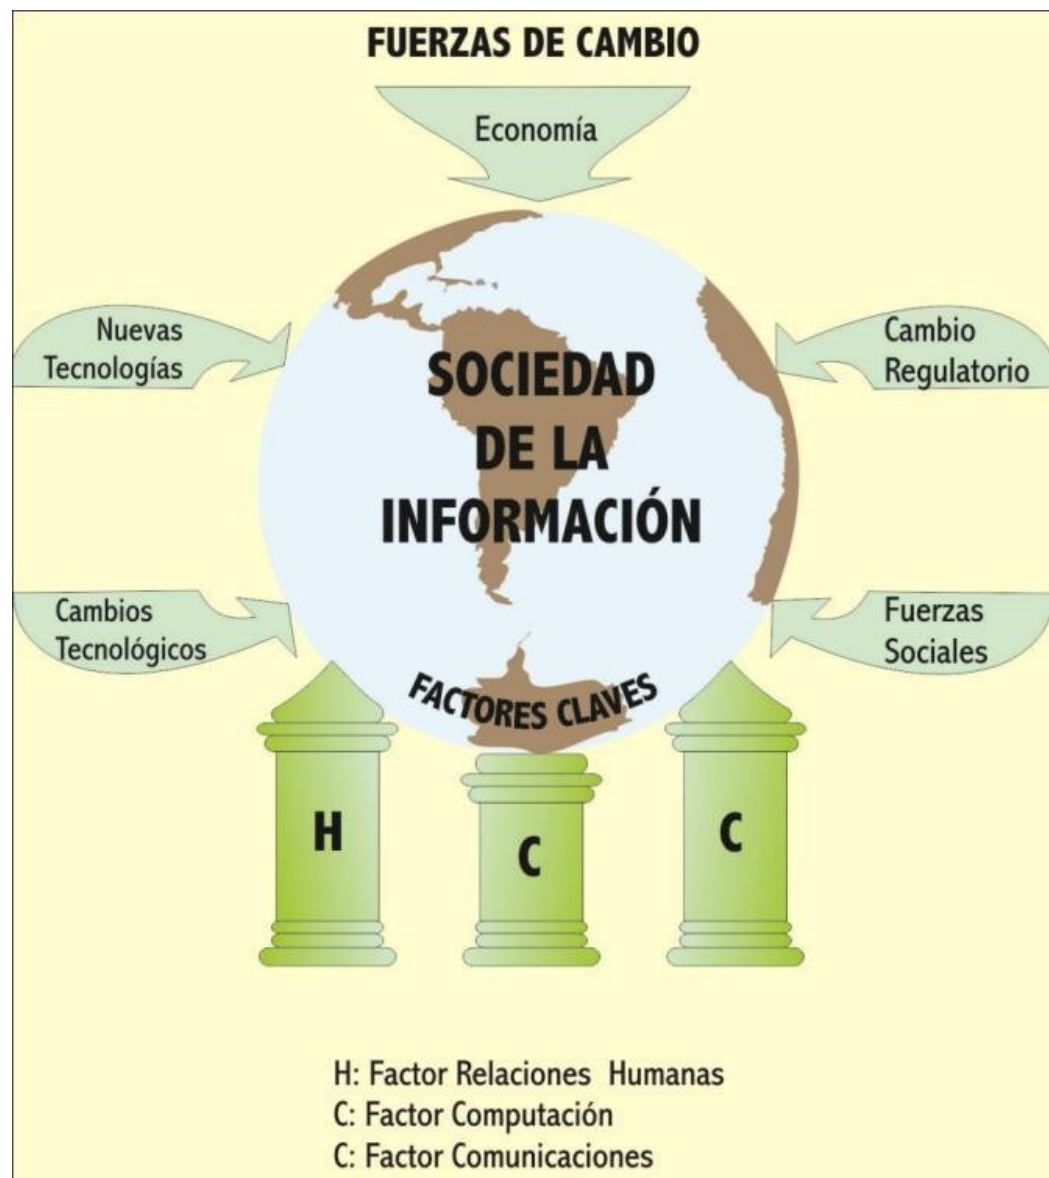 FUERZAS DE CAMBIO
Economía
Nuevas
Tecnologías
Cambio
Regulatorio
SOCIEDAD
DE LA
INFORMACIÓN
Cambios
Tecnológicos
Fuerzas
Sociales
FACTORES CLAVES
H
C
C
H: Factor Relaciones Humanas
C: Factor Computación
C: Factor Comunicaciones